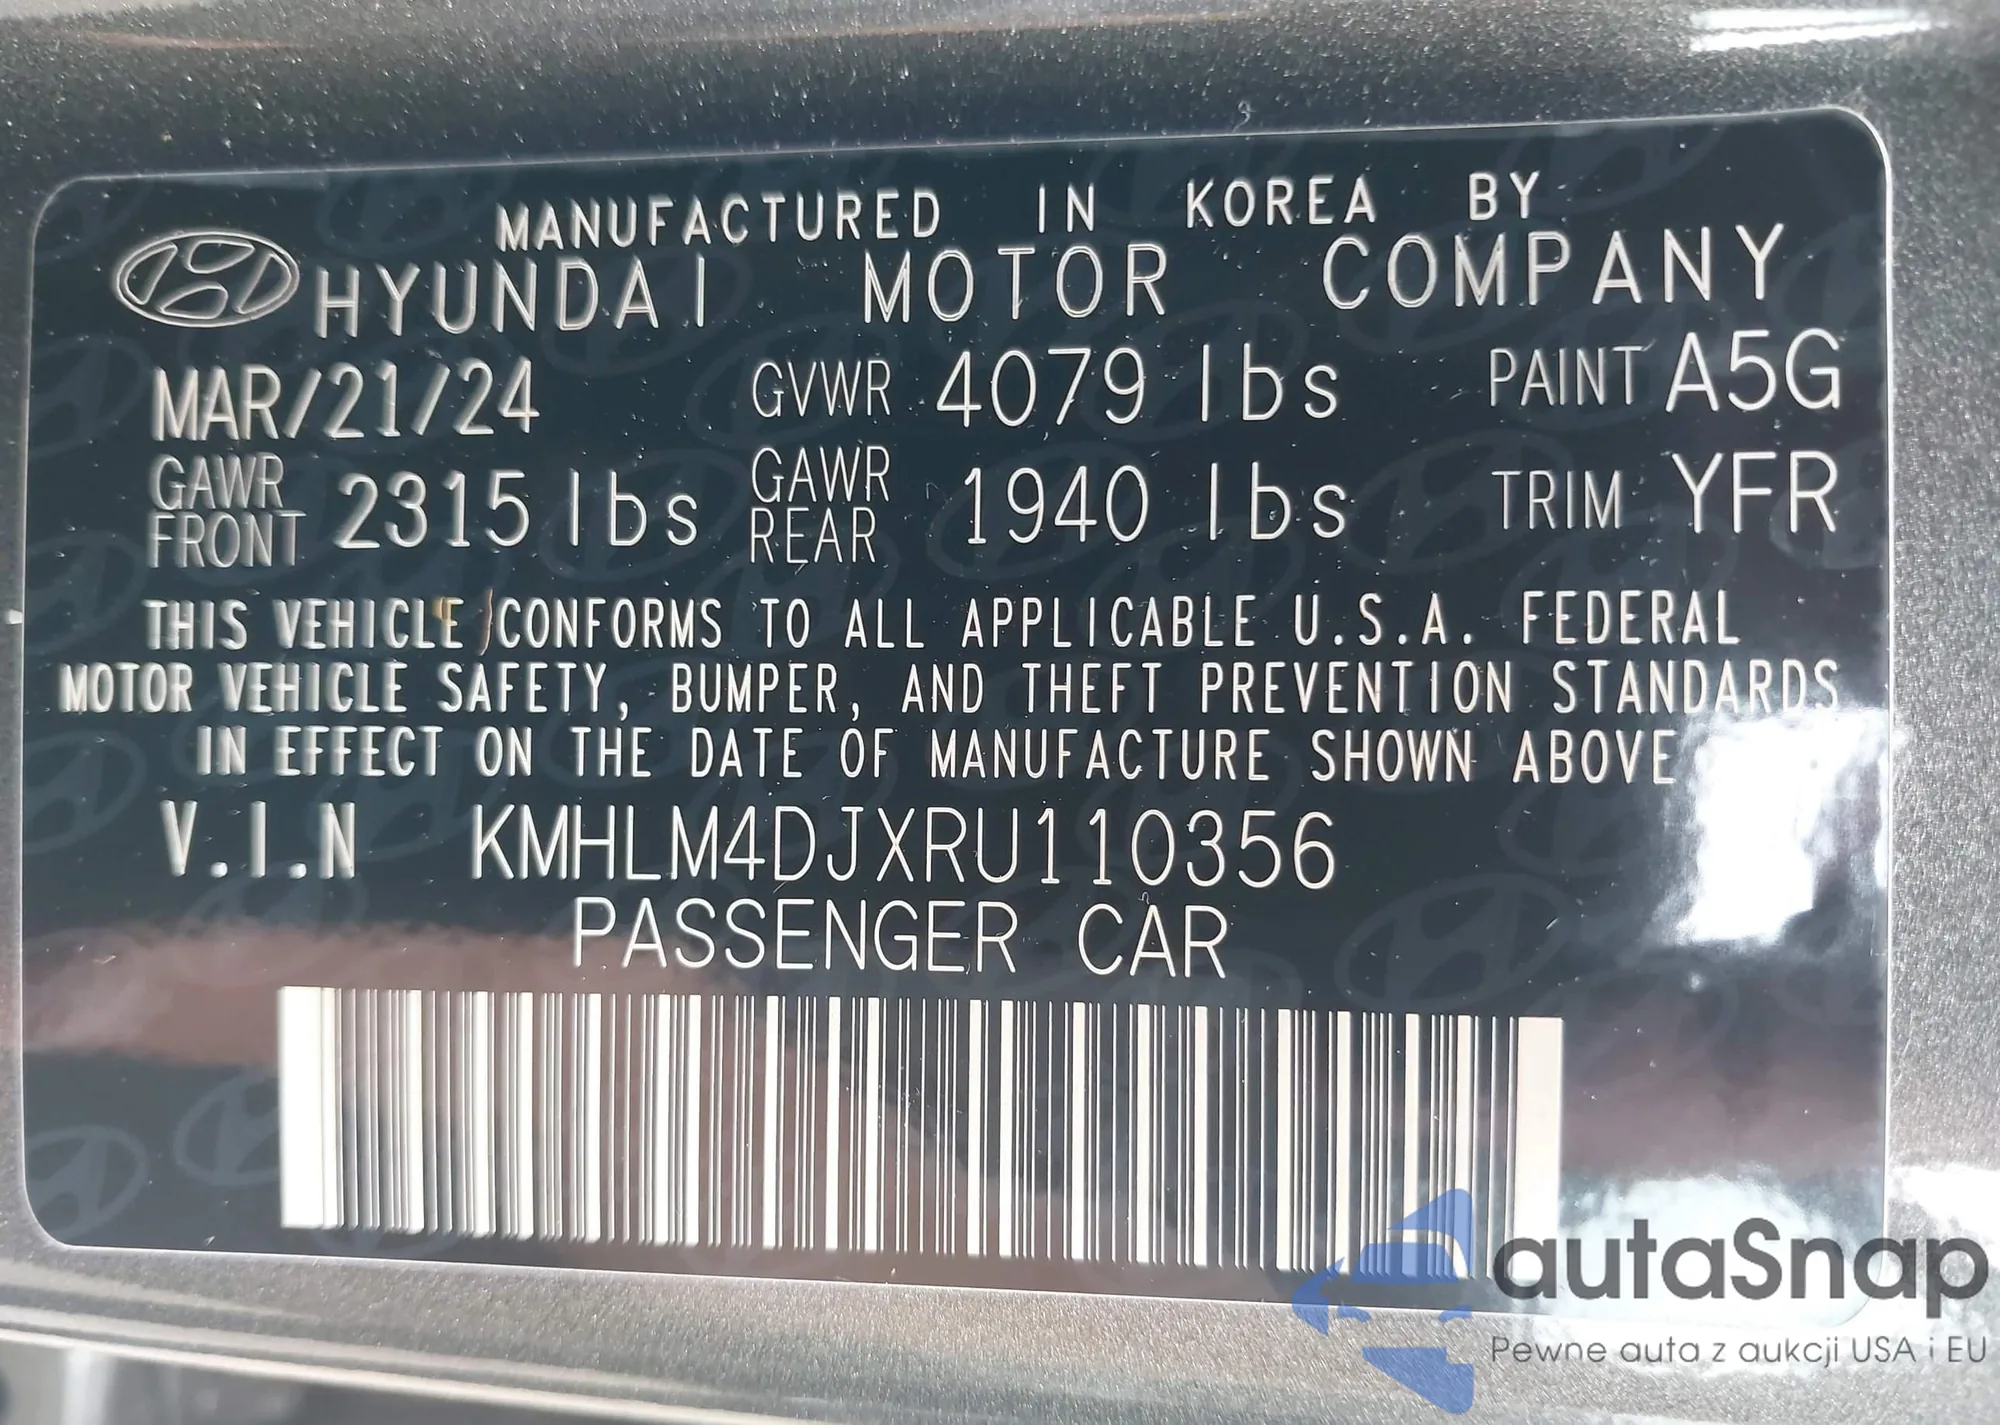 MANUFACTURED IN KOREA BY
HYUNDAI MOTOR COMPANY
MAR/21/24 GVWR 4079 lbs PAINT A5G
GAWR FRONT 2315 lbs GAWR REAR 1940 lbs TRIM YFR
THIS VEHICLE CONFORMS TO ALL APPLICABLE U.S.A. FEDERAL
MOTOR VEHICLE SAFETY, BUMPER, AND THEFT PREVENTION STANDARDS
IN EFFECT ON THE DATE OF MANUFACTURE SHOWN ABOVE
V.I.N KMHLM4DJXRU110356
PASSENGER CAR
autaSnap
Pewne auta z aukcji USA i EU